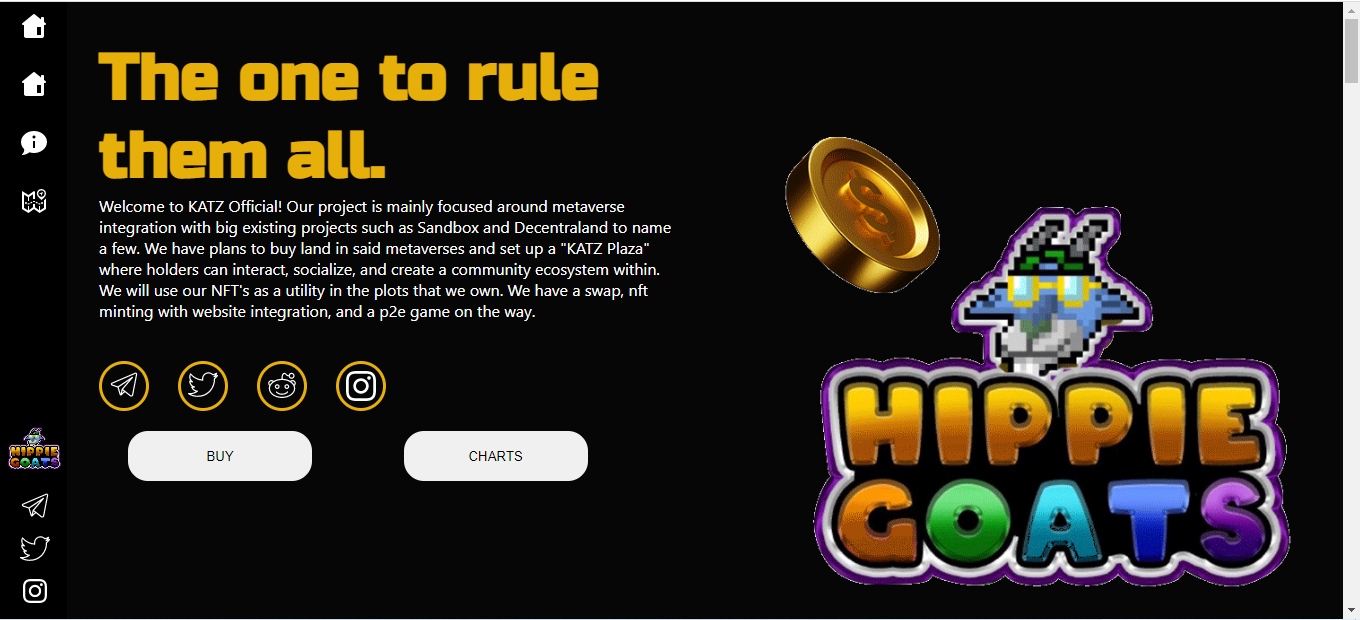 The one to rule
them all.
Welcome to KATZ Official! Our project is mainly focused around metaverse
integration with big existing projects such as Sandbox and Decentraland to name
a few. We have plans to buy land in said metaverses and set up a "KATZ Plaza"
where holders can interact, socialize, and create a community ecosystem within.
We will use our NFT's as a utility in the plots that we own. We have a swap, nft
minting with website integration, and a p2e game on the way.
BUY
CHARTS
$
HIPPIE
GOATS
HIPPIE
GOATS